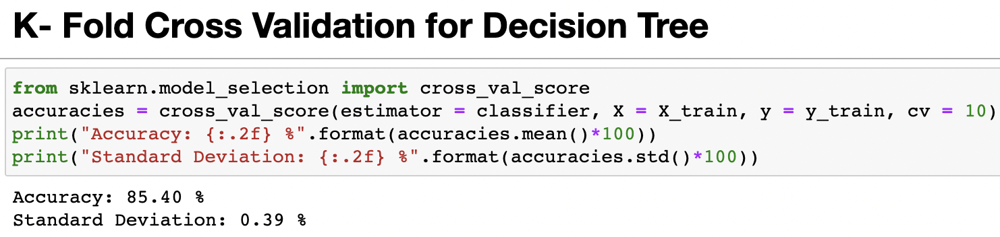 K- Fold Cross Validation for Decision Tree
from sklearn.model_selection import cross_val_score
accuracies = cross_val_score(estimator = classifier, X = X_train, y = y_train, cv = 10)
print("Accuracy: {:.2f} %".format(accuracies.mean()*100))
print("Standard Deviation: {:.2f} %".format(accuracies.std()*100))
Accuracy: 85.40 %
Standard Deviation: 0.39 %